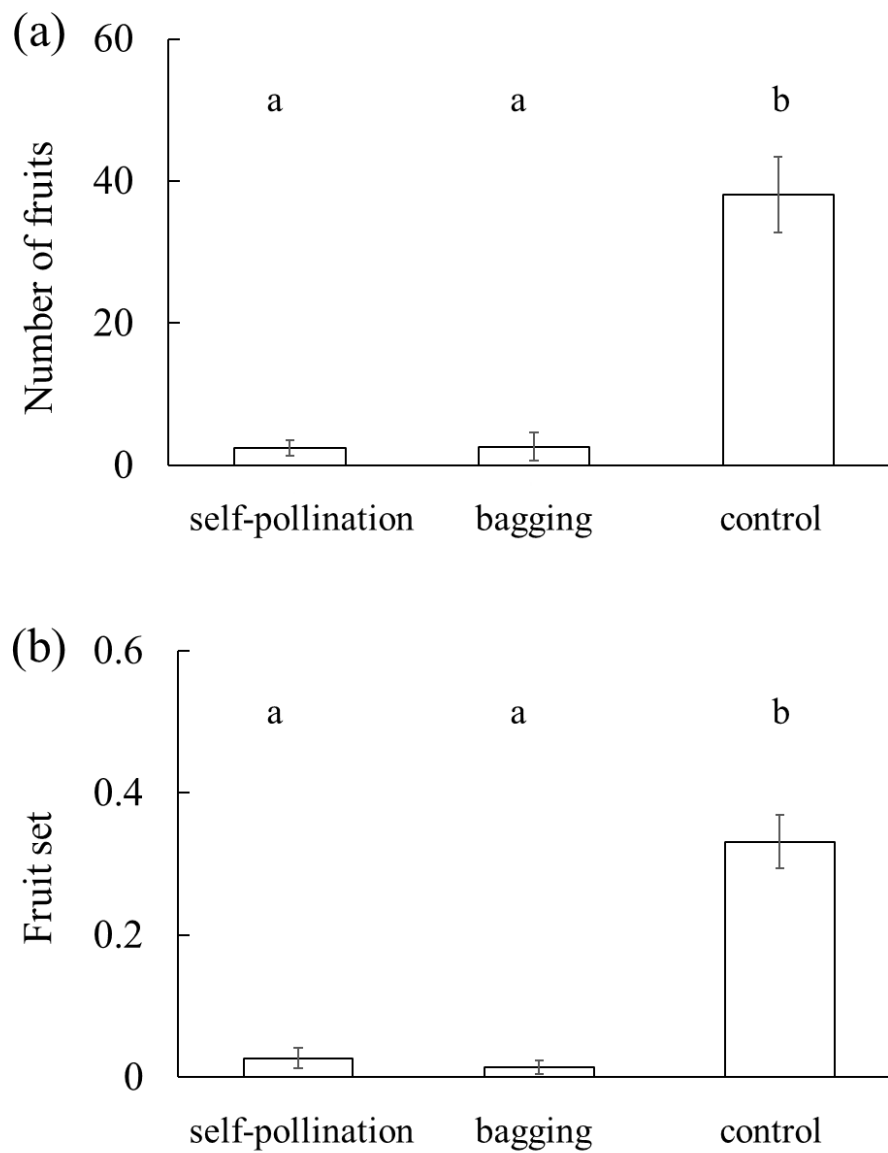 (a)
60
40
20
0
Number of fruits
a a b
self-pollination bagging control
(b)
0.6
0.4
0.2
0
Fruit set
a a b
self-pollination bagging control